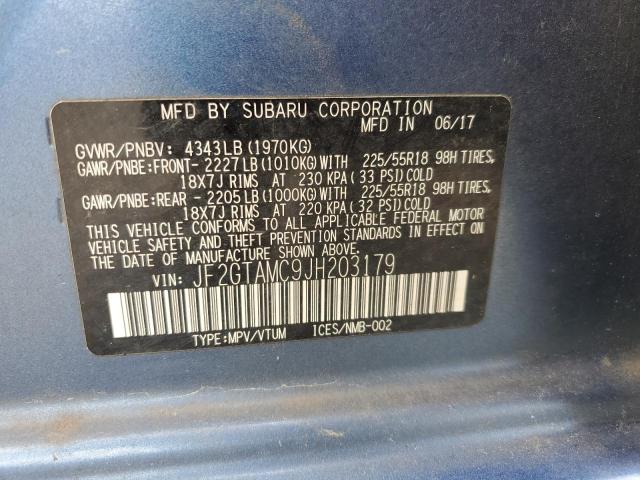 MFD BY SUBARU CORPORATION
MFD IN 06/17
GVWR/PNBV: 4343LB(1970KG)
GAWR/PNBE:FRONT- 2227LB(1010KG)WITH 225/55R18 98H TIRES,
18X7J RIMS AT 230 KPA(33 PSI)COLD
GAWR/PNBE:REAR - 2205LB(1000KG)WITH 225/55R18 98H TIRES,
18X7J RIMS AT 220 KPA(32 PSI)COLD
THIS VEHICLE CONFORMS TO ALL APPLICABLE FEDERAL MOTOR
VEHICLE SAFETY AND THEFT PREVENTION STANDARDS IN EFFECT ON
THE DATE OF MANUFACTURE SHOWN ABOVE.
VIN: JF2GTAMC9JH203179
TYPE:MPV/VTUM ICES/NMB-002